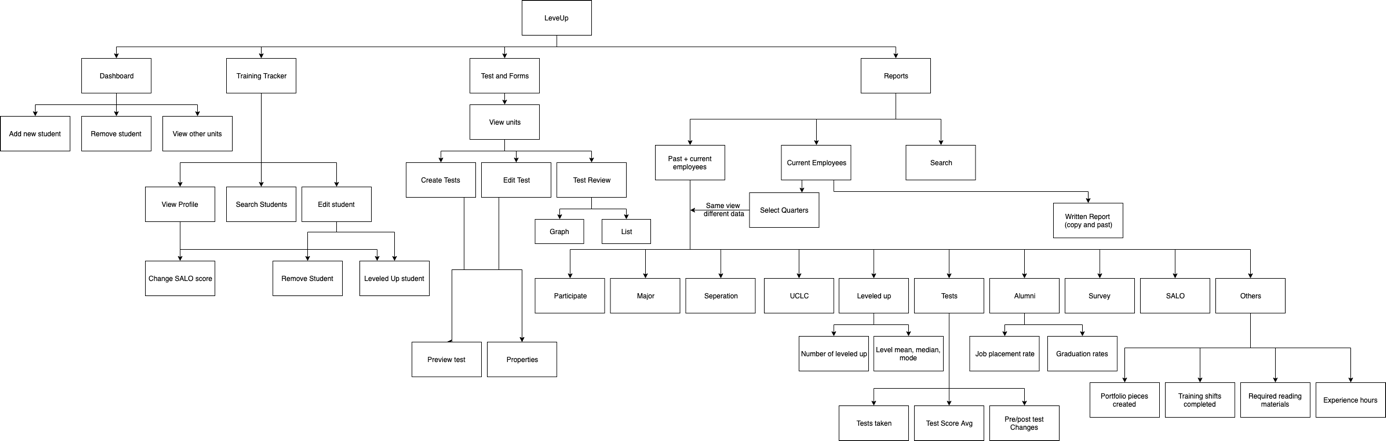 LeveUp
Dashboard
Training Tracker
Test and Forms
Reports
Add new student
Remove student
View other units
View units
Past + current
employees
Current Employees
Search
Create Tests
Edit Test
Test Review
View Profile
Search Students
Edit student
Same view
different data
Select Quarters
Written Report
(copy and past)
Graph
List
Change SALO score
Remove Student
Leveled Up student
Participate
Major
Seperation
UCLC
Leveled up
Tests
Alumni
Survey
SALO
Others
Preview test
Properties
Number of leveled up
Level mean, median,
mode
Job placement rate
Graduation rates
Portfolio pieces
created
Training shifts
completed
Required reading
materials
Experience hours
Tests taken
Test Score Avg
Pre/post test
Changes